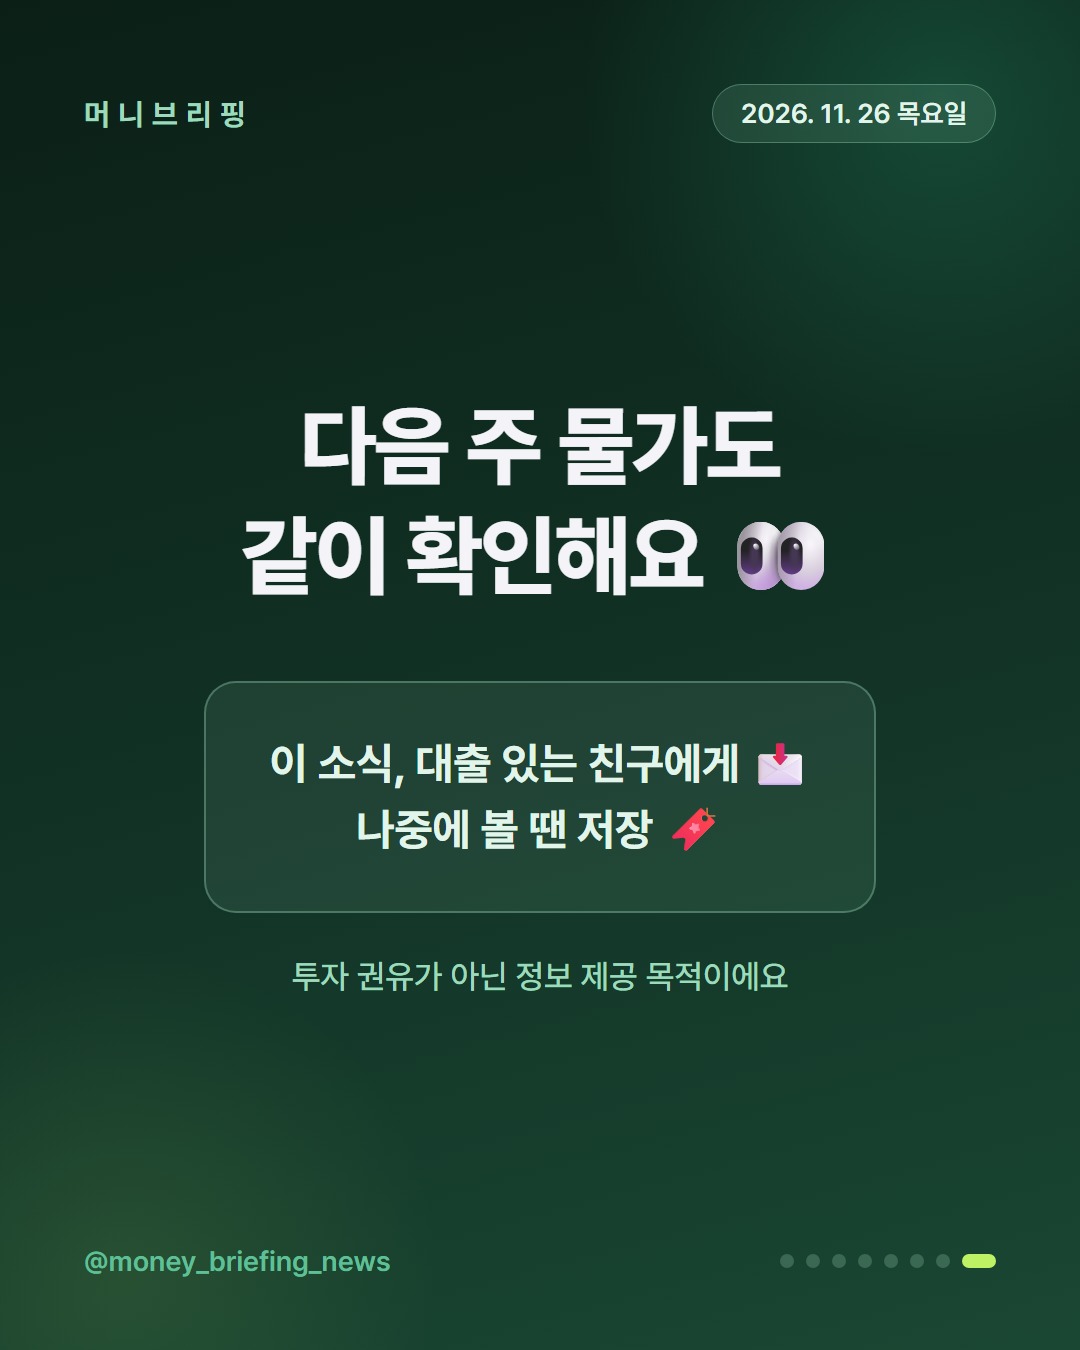 머니브리핑
2026. 11. 26 목요일
다음 주 물가도
같이 확인해요 👀
이 소식, 대출 있는 친구에게 📩
나중에 볼 땐 저장 🔖
투자 권유가 아닌 정보 제공 목적이에요
@money_briefing_news